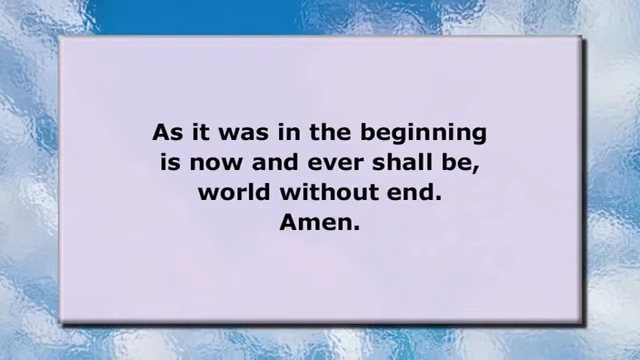 As it was in the beginning
is now and ever shall be,
world without end.
Amen.